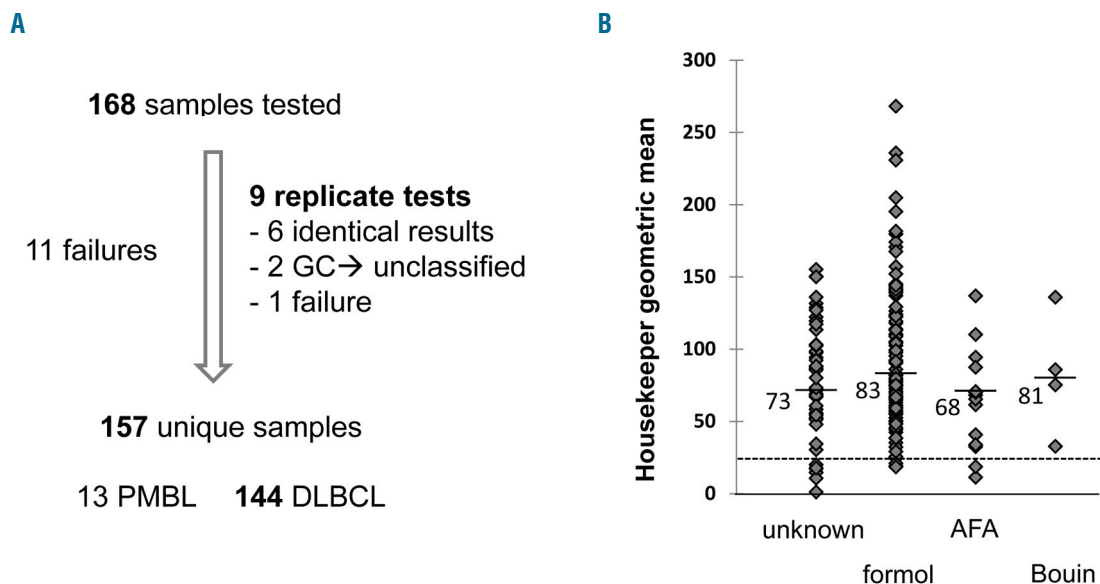 A
168 samples tested
11 failures
9 replicate tests
- 6 identical results
- 2 GC→ unclassified
- 1 failure
157 unique samples
13 PMBL 144 DLBCL
B
Housekeeper geometric mean
300
250
200
150
100
50
0
73
83
68
81
unknown
formol
AFA
Bouin